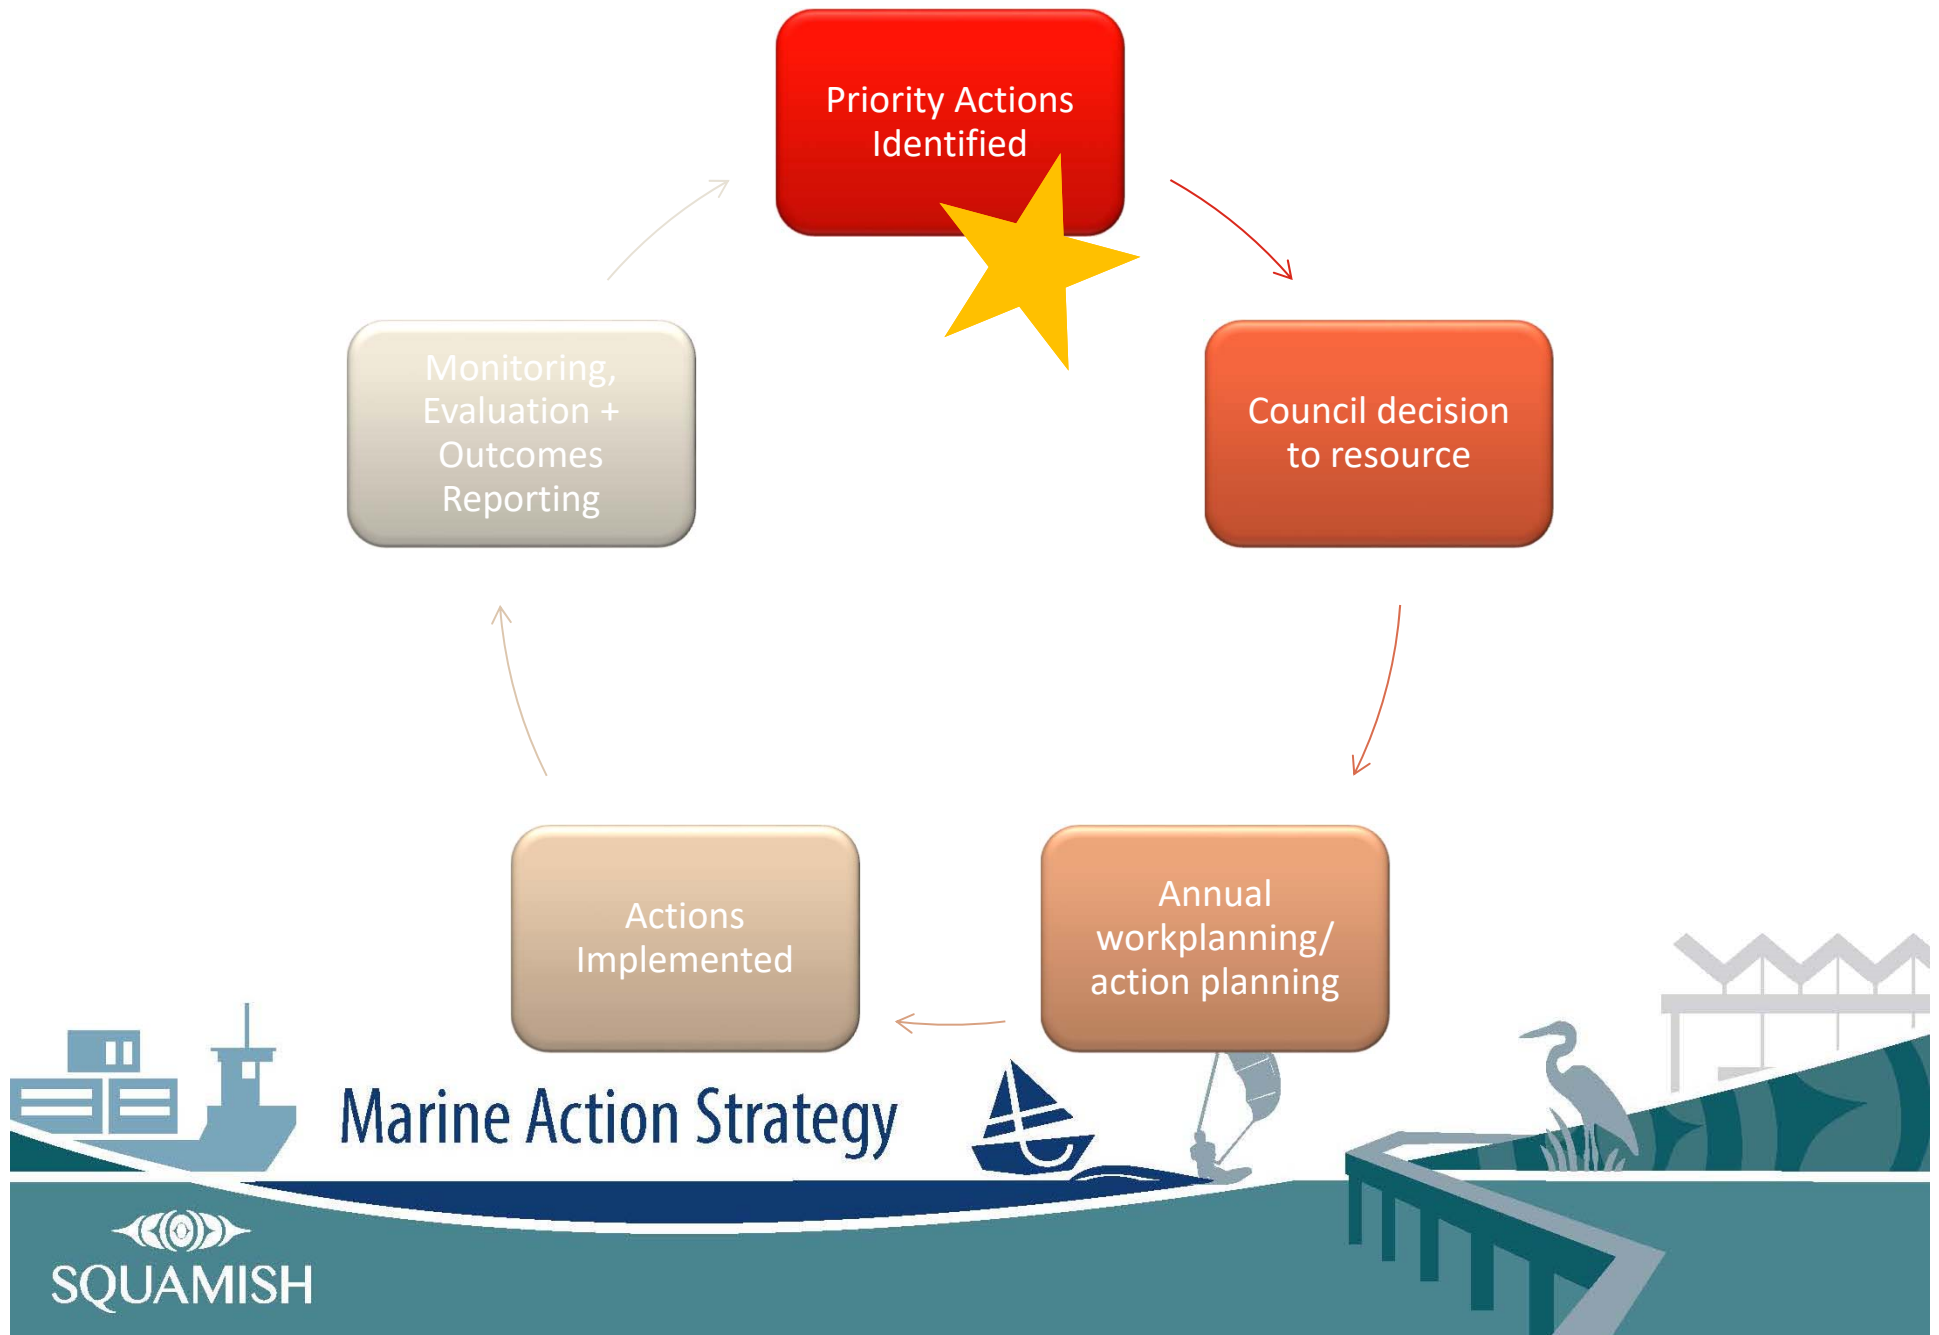 Priority Actions
Identified
Council decision
to resource
Annual
workplanning/
action planning
Actions
Implemented
Monitoring,
Evaluation +
Outcomes
Reporting
Marine Action Strategy
SQUAMISH